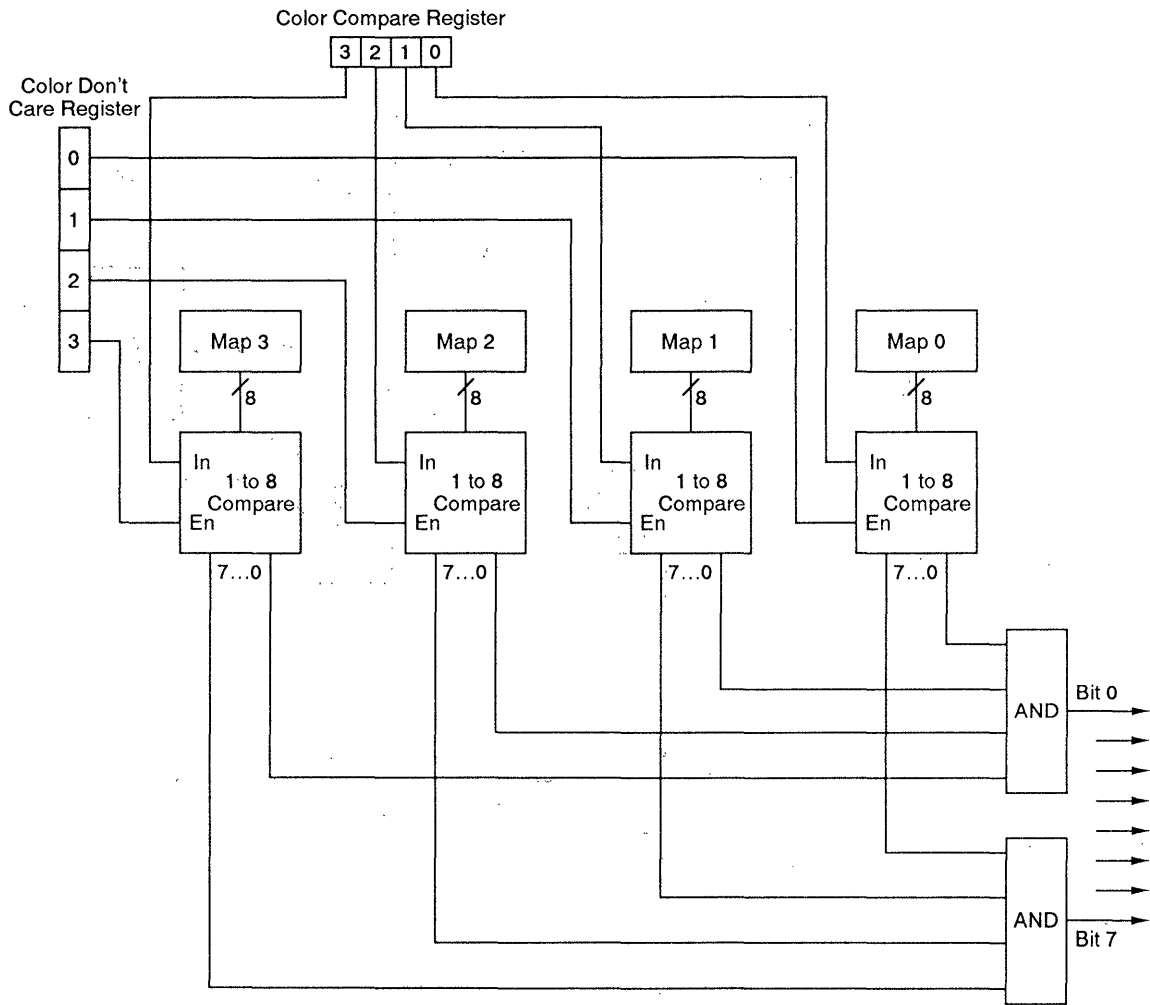 Color Compare Register
3 2 1 0
Color Don't
Care Register
0
1
2
3
Map 3
Map 2
Map 1
Map 0
8
8
8
8
In
1 to 8
Compare
En
In
1 to 8
Compare
En
In
1 to 8
Compare
En
In
1 to 8
Compare
En
7...0
7...0
7...0
7...0
AND
Bit 0
AND
Bit 7